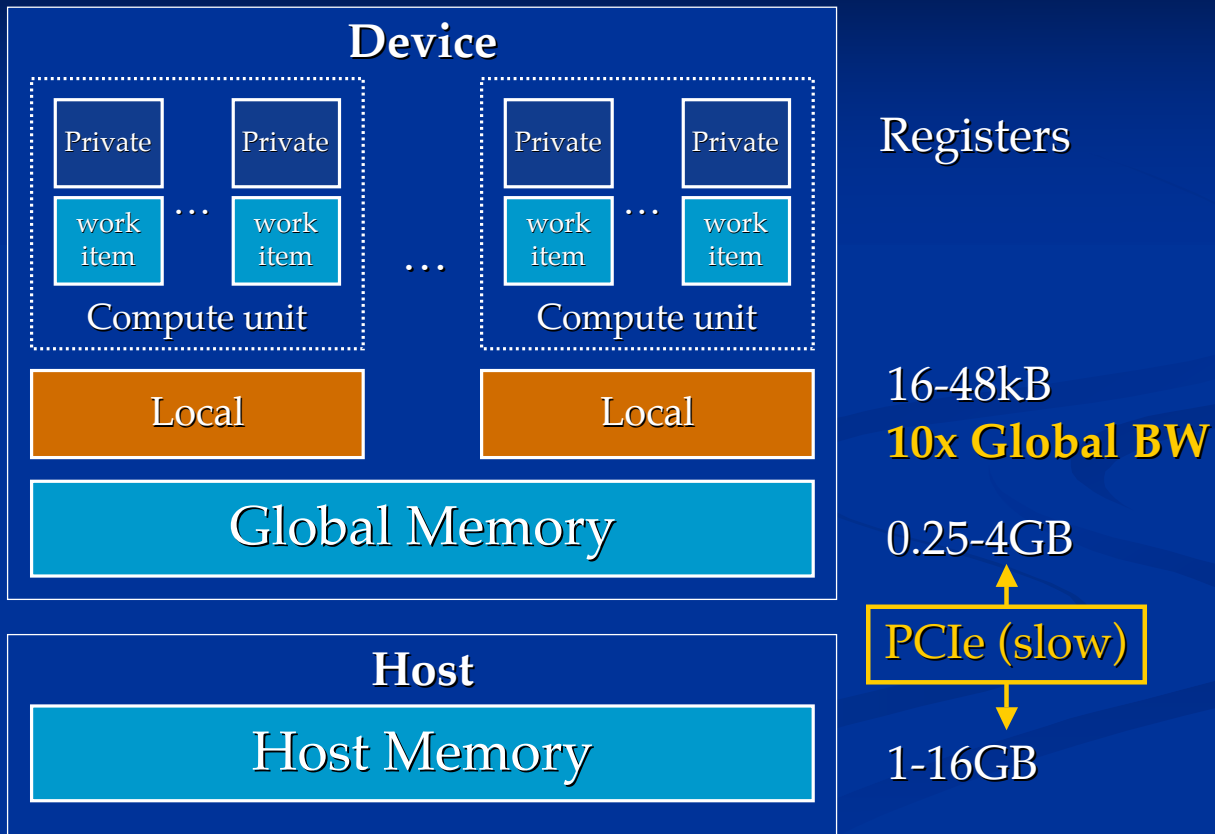 Device
Private
Private
Private
Private
Registers
work
item
…
work
item
…
work
item
…
work
item
Compute unit
Compute unit
Local
Local
16-48kB
10x Global BW
Global Memory
0.25-4GB
PCIe (slow)
Host
Host Memory
1-16GB